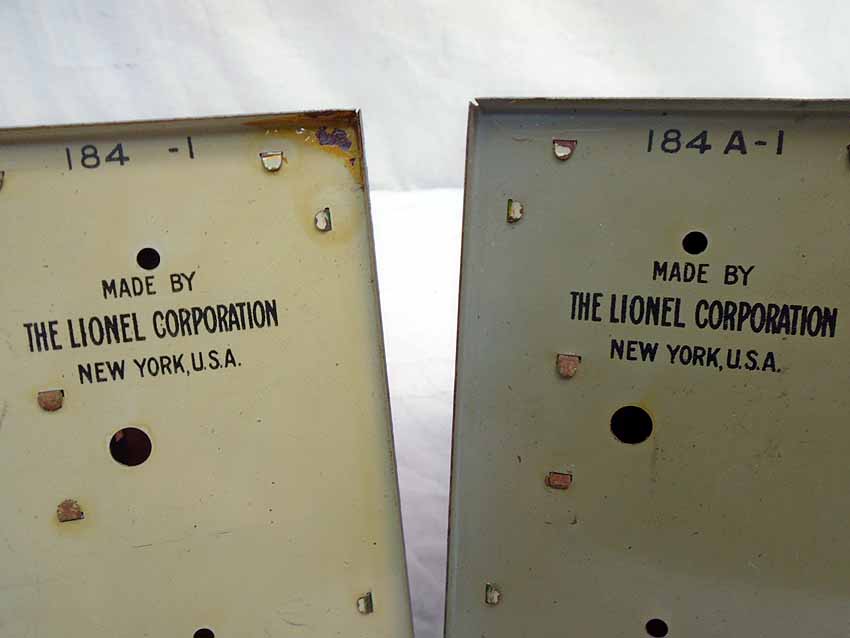 184 -1
MADE BY
THE LIONEL CORPORATION
NEW YORK, U.S.A.
184 A-1
MADE BY
THE LIONEL CORPORATION
NEW YORK, U.S.A.